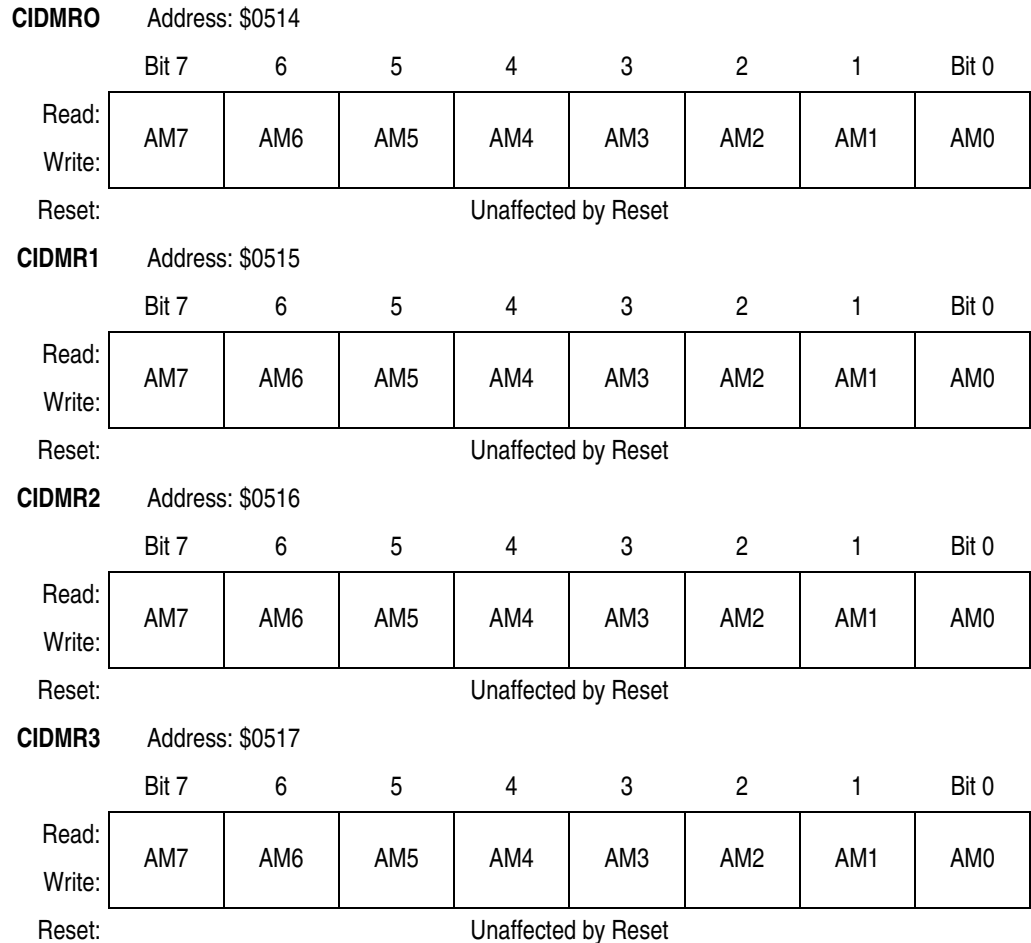 CIDMRO Address: $0514
Bit 7 6 5 4 3 2 1 Bit 0
Read:
AM7 AM6 AM5 AM4 AM3 AM2 AM1 AM0
Write:
Reset: Unaffected by Reset
CIDMR1 Address: $0515
Bit 7 6 5 4 3 2 1 Bit 0
Read:
AM7 AM6 AM5 AM4 AM3 AM2 AM1 AM0
Write:
Reset: Unaffected by Reset
CIDMR2 Address: $0516
Bit 7 6 5 4 3 2 1 Bit 0
Read:
AM7 AM6 AM5 AM4 AM3 AM2 AM1 AM0
Write:
Reset: Unaffected by Reset
CIDMR3 Address: $0517
Bit 7 6 5 4 3 2 1 Bit 0
Read:
AM7 AM6 AM5 AM4 AM3 AM2 AM1 AM0
Write:
Reset: Unaffected by Reset